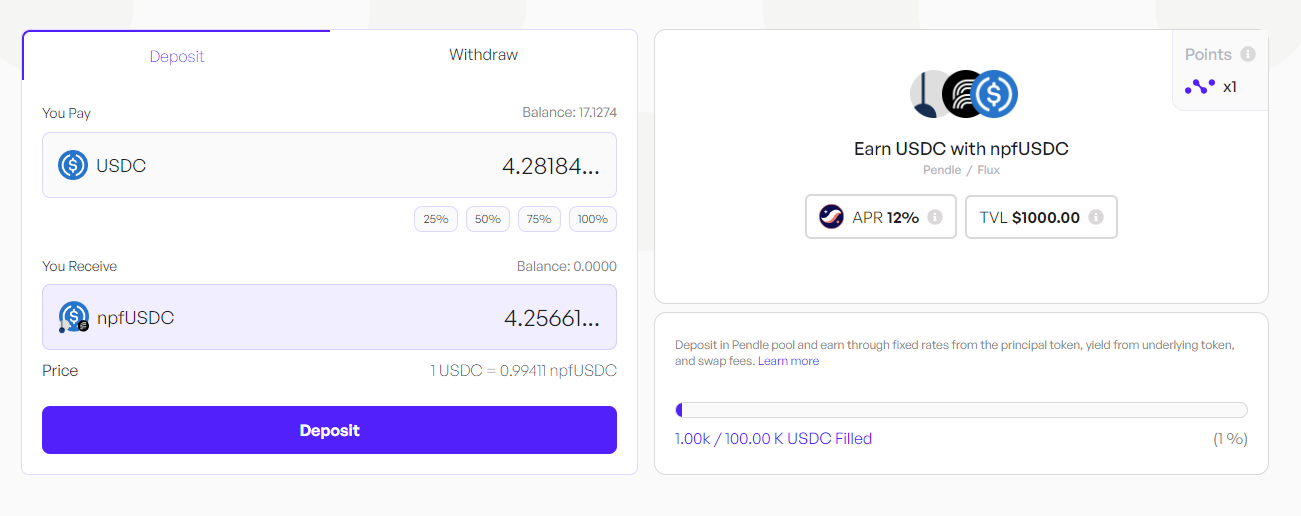 Deposit
Withdraw
You Pay
Balance: 17.1274
USDC
4.28184...
25%
50%
75%
100%
You Receive
Balance: 0.0000
npfUSDC
4.25661...
Price
1 USDC = 0.99411 npfUSDC
Deposit
Points
x1
Earn USDC with npfUSDC
Pendle / Flux
APR 12%
TVL $1000.00
Deposit in Pendle pool and earn through fixed rates from the principal token, yield from underlying token,
and swap fees. Learn more
1.00k / 100.00 K USDC Filled
(1 %)